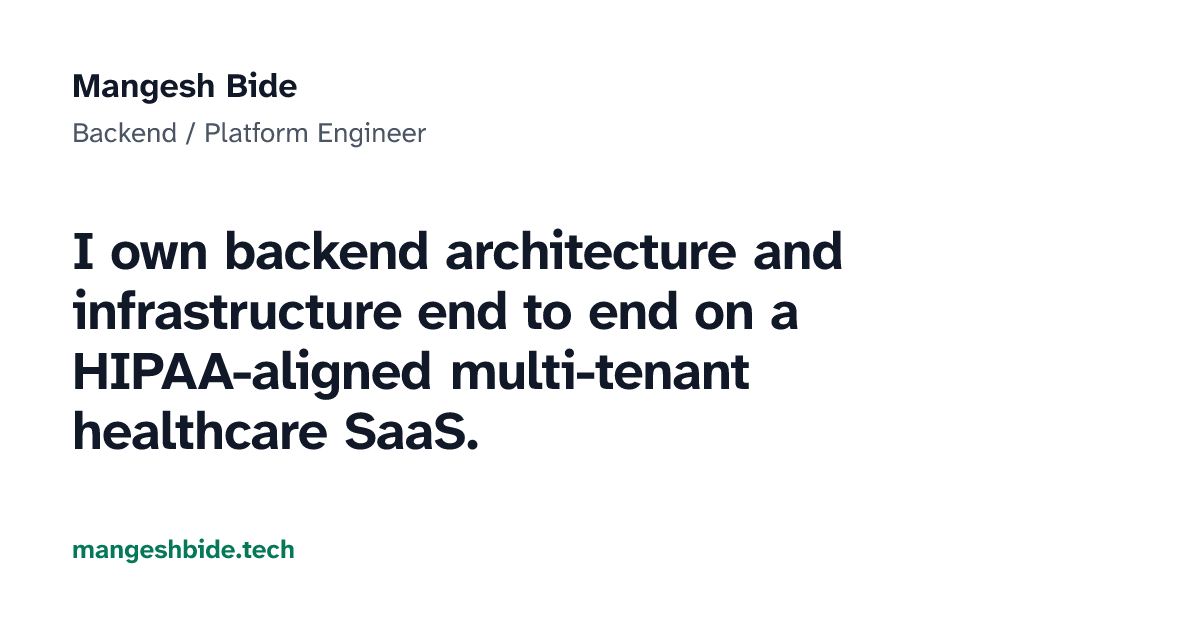 Mangesh Bide
Backend / Platform Engineer
I own backend architecture and
infrastructure end to end on a
HIPAA-aligned multi-tenant
healthcare SaaS.
mangeshbide.tech